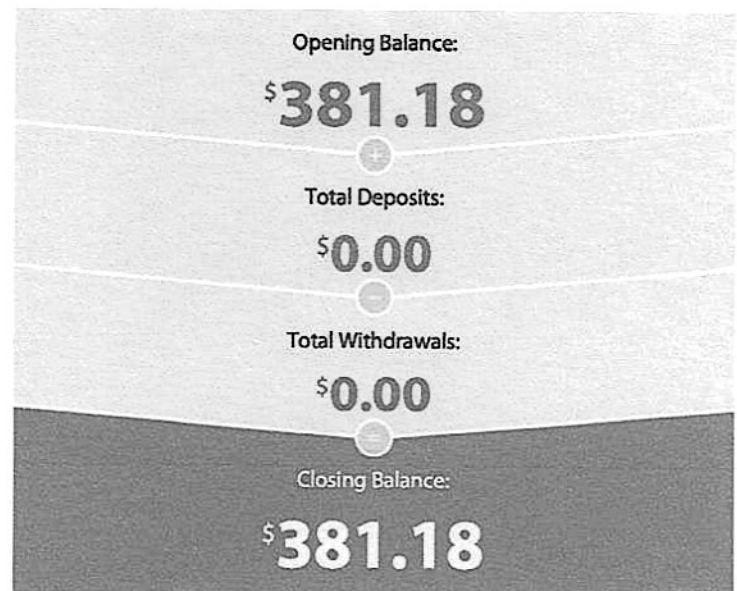 Opening Balance:
$381.18
+
Total Deposits:
$0.00
−
Total Withdrawals:
$0.00
=
Closing Balance:
$381.18